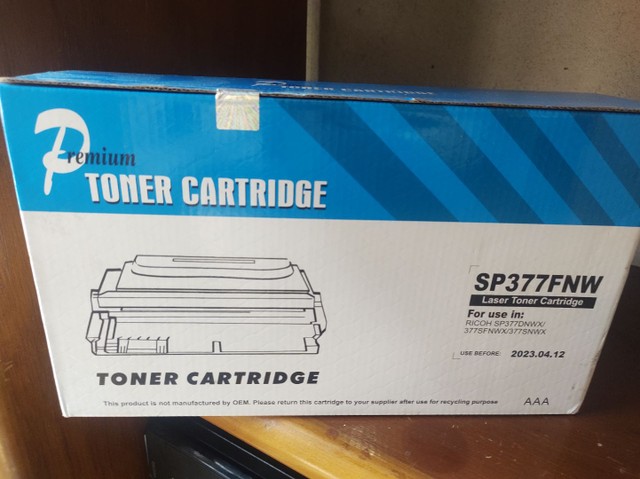 TONER CARTRIDGE
Premium
TONER CARTRIDGE
SP377FNW
Laser Toner Cartridge
For use in:
RICOH SP377DNWX/
377SFNWX/377SNWX
USE BEFORE: 2023.04.12
TONER CARTRIDGE
This product is not manufactured by OEM. Please return this cartridge to your supplier after use for recycling purpose
AAA